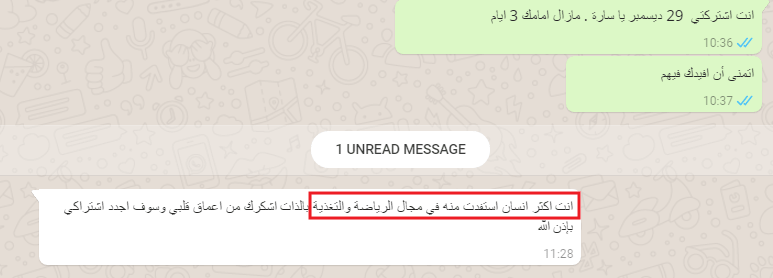 انت اشتركتي 29 ديسمبر يا سارة . مازال امامك 3 ايام
10:36
اتمنى أن افيدك فيهم
10:37
1 UNREAD MESSAGE
انت اكثر انسان استفدت منه في مجال الرياضة والتغذية بالذات اشكرك من اعماق قلبي وسوف اجدد اشتراكي
بإذن الله
11:28